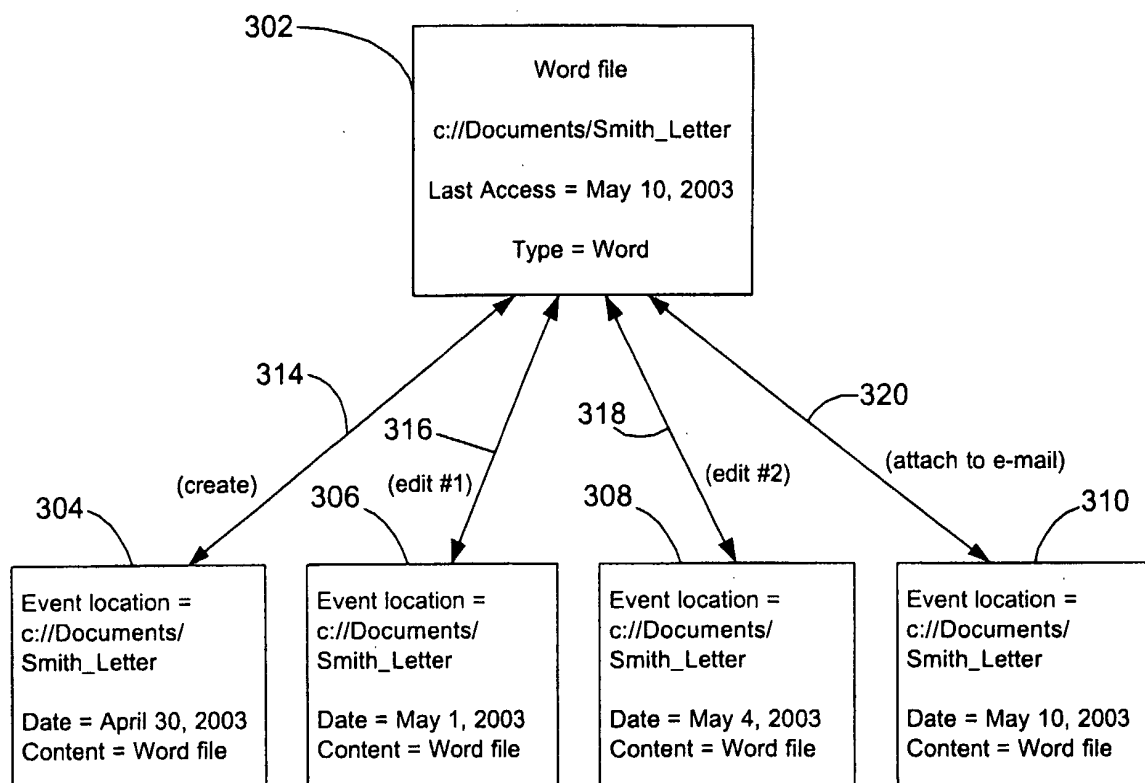 302
Word file
c://Documents/Smith_Letter
Last Access = May 10, 2003
Type = Word
314
316
318
320
(create)
(edit #1)
(edit #2)
(attach to e-mail)
304
306
308
310
Event location =
c://Documents/
Smith_Letter
Date = April 30, 2003
Content = Word file
Event location =
c://Documents/
Smith_Letter
Date = May 1, 2003
Content = Word file
Event location =
c://Documents/
Smith_Letter
Date = May 4, 2003
Content = Word file
Event location =
c://Documents/
Smith_Letter
Date = May 10, 2003
Content = Word file